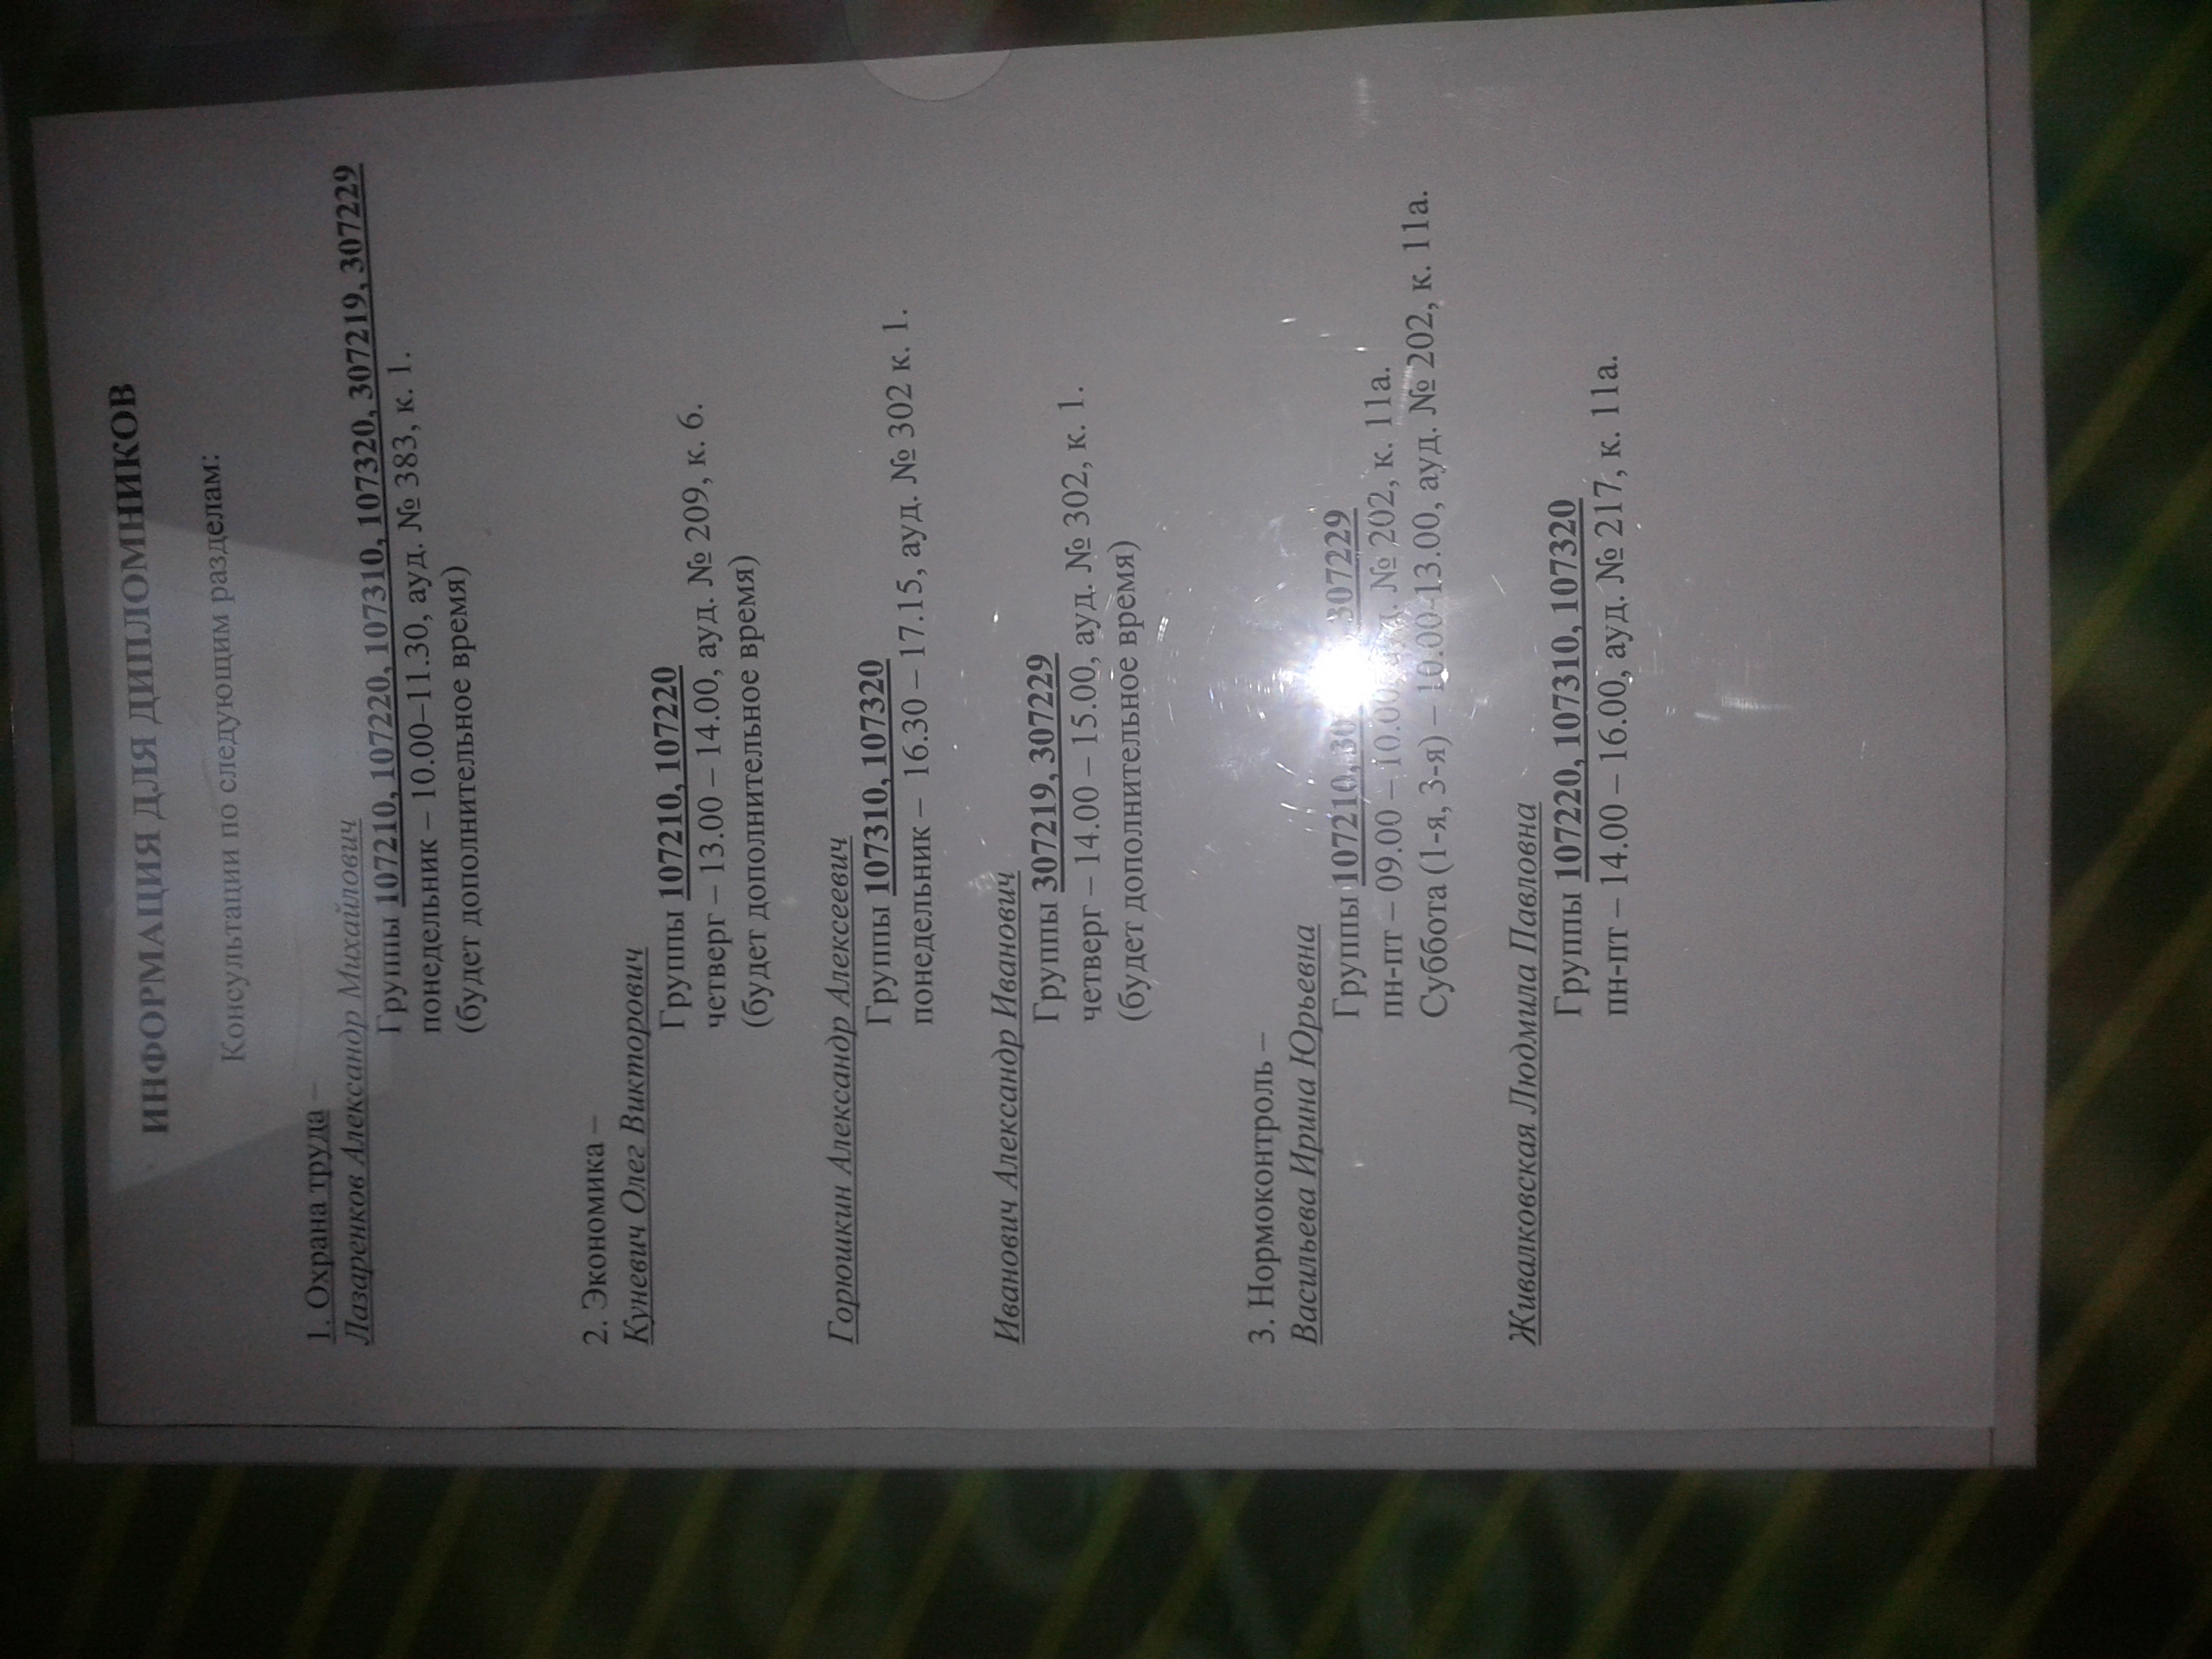 ИНФОРМАЦИЯ ДЛЯ ДИПЛОМНИКОВ
Консультации по следующим разделам:
1. Охрана труда –
Лазаренков Александр Михайлович
Группы 107210, 107220, 107310, 107320, 307219, 307229
понедельник – 10.00–11.30, ауд. № 383, к. 1.
(будет дополнительное время)
2. Экономика –
Куневич Олег Викторович
Группы 107210, 107220
четверг – 13.00 – 14.00, ауд. № 209, к. 6.
(будет дополнительное время)
Горюшкин Александр Алексеевич
Группы 107310, 107320
понедельник – 16.30 – 17.15, ауд. № 302 к. 1.
Иванович Александр Иванович
Группы 307219, 307229
четверг – 14.00 – 15.00, ауд. № 302, к. 1.
(будет дополнительное время)
3. Нормоконтроль –
Васильева Ирина Юрьевна
Группы 107210, 307229
пн-пт – 09.00 – 10.00, ауд. № 202, к. 11а.
Суббота (1-я, 3-я) – 10.00-13.00, ауд. № 202, к. 11а.
Живалковская Людмила Павловна
Группы 107220, 107310, 107320
пн-пт – 14.00 – 16.00, ауд. № 217, к. 11а.